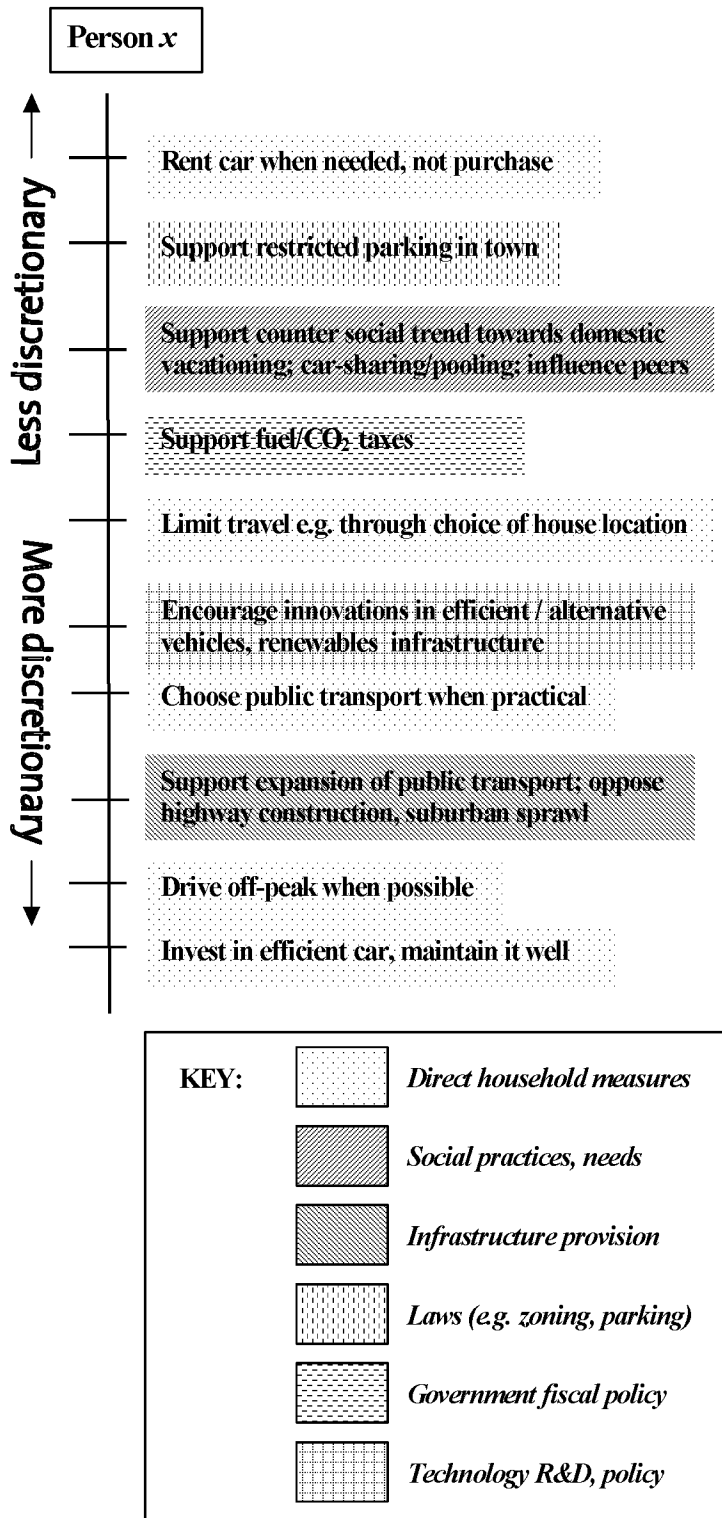 Person x
Less discretionary
More discretionary
Rent car when needed, not purchase
Support restricted parking in town
Support counter social trend towards domestic
vacationing; car-sharing/pooling; influence peers
Support fuel/CO₂ taxes
Limit travel e.g. through choice of house location
Encourage innovations in efficient / alternative
vehicles, renewables infrastructure
Choose public transport when practical
Support expansion of public transport; oppose
highway construction, suburban sprawl
Drive off-peak when possible
Invest in efficient car, maintain it well
KEY:
Direct household measures
Social practices, needs
Infrastructure provision
Laws (e.g. zoning, parking)
Government fiscal policy
Technology R&D, policy